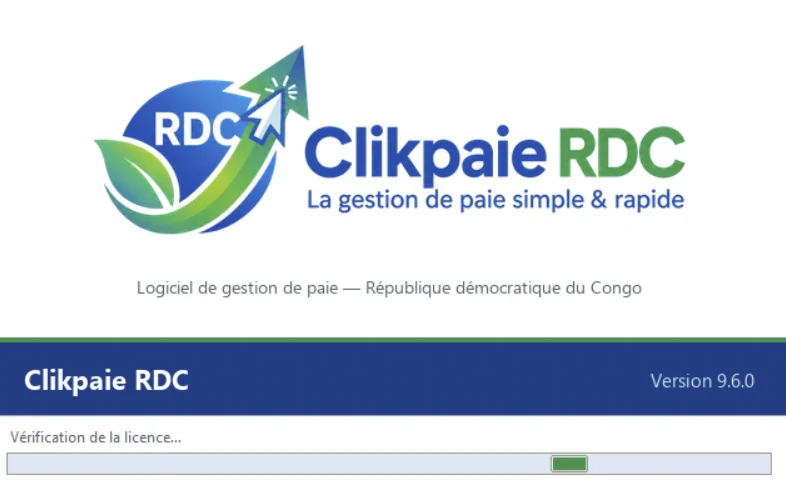 RDC
Clikpaie RDC
La gestion de paie simple & rapide
Logiciel de gestion de paie — République démocratique du Congo
Clikpaie RDC
Version 9.6.0
Vérification de la licence...